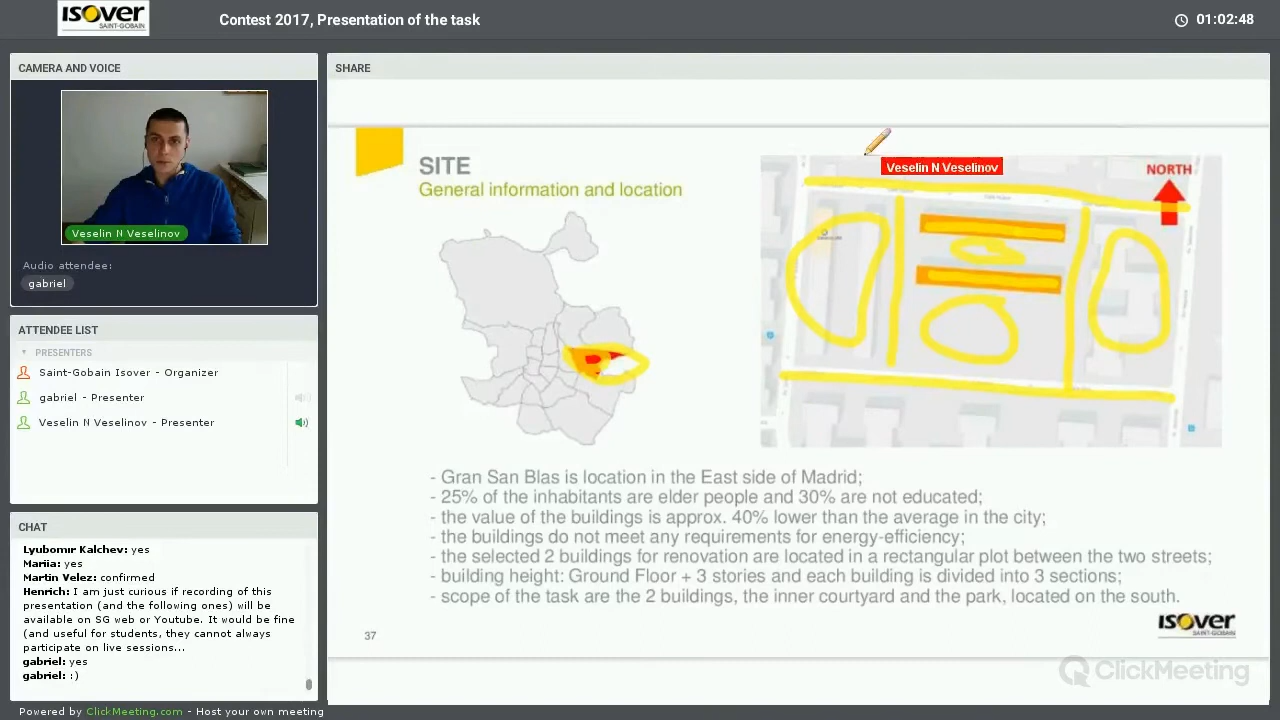 isover
SAINT-GOBAIN
Contest 2017, Presentation of the task
01:02:48
CAMERA AND VOICE
Veselin N Veselinov
Audio attendee:
gabriel
ATTENDEE LIST
PRESENTERS
Saint-Gobain Isover - Organizer
gabriel - Presenter
Veselin N Veselinov - Presenter
CHAT
Lyubomir Kalchev: yes
Mariia: yes
Martin Velez: confirmed
Henrich: I am just curious if recording of this
presentation (and the following ones) will be
available on SG web or Youtube. It would be fine
(and useful for students, they cannot always
participate on live sessions...
gabriel: yes
gabriel: :)
SHARE
SITE
General information and location
Veselin N Veselinov
NORTH
- Gran San Blas is location in the East side of Madrid;
- 25% of the inhabitants are elder people and 30% are not educated;
- the value of the buildings is approx. 40% lower than the average in the city;
- the buildings do not meet any requirements for energy-efficiency;
- the selected 2 buildings for renovation are located in a rectangular plot between the two streets;
- building height: Ground Floor + 3 stories and each building is divided into 3 sections;
- scope of the task are the 2 buildings, the inner courtyard and the park, located on the south.
37
isover
SAINT-GOBAIN
ClickMeeting
Powered by ClickMeeting.com - Host your own meeting